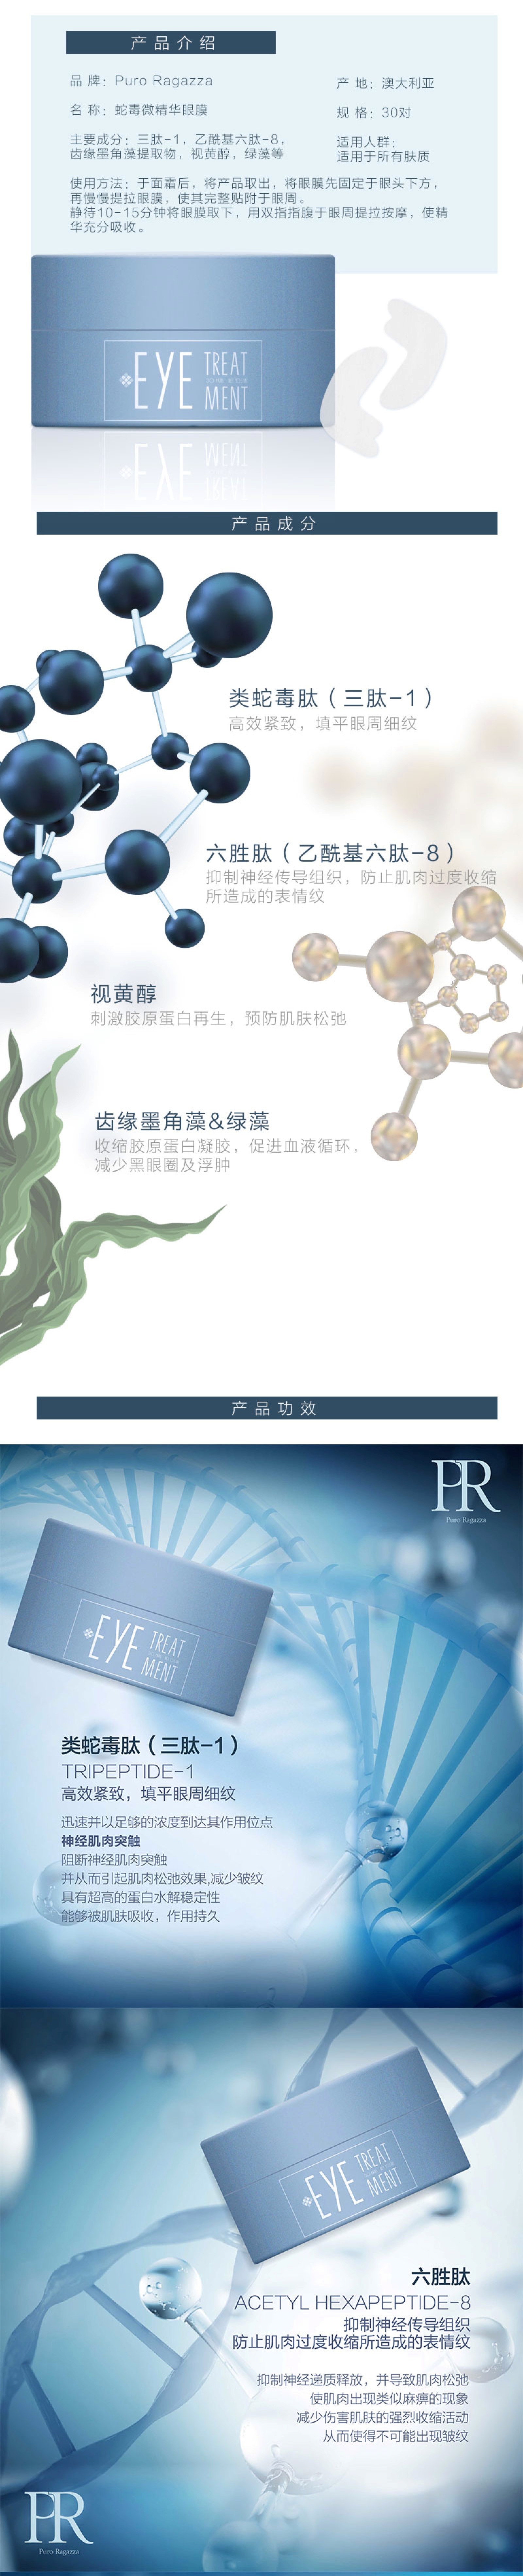 产品介绍
品 牌：Puro Ragazza
产 地：澳大利亚
名 称：蛇毒微精华眼膜
规 格：30对
主要成分：三肽-1，乙酰基六肽-8，
齿缘墨角藻提取物，视黄醇，绿藻等
适用人群：
适用于所有肤质
使用方法：于面霜后，将产品取出，将眼膜先固定于眼头下方，
再慢慢提拉眼膜，使其完整贴附于眼周。
静待10-15分钟将眼膜取下，用双指指腹于眼周提拉按摩，使精
华充分吸收。
EYE TREAT
MENT
产品成分
类蛇毒肽（三肽-1）
高效紧致，填平眼周细纹
六胜肽（乙酰基六肽-8）
抑制神经传导组织，防止肌肉过度收缩
所造成的表情纹
视黄醇
刺激胶原蛋白再生，预防肌肤松弛
齿缘墨角藻&绿藻
收缩胶原蛋白凝胶，促进血液循环，
减少黑眼圈及浮肿
产品功效
PR
Puro Ragazza
EYE TREAT
MENT
类蛇毒肽（三肽-1）
TRIPEPTIDE-1
高效紧致，填平眼周细纹
迅速并以足够的浓度到达其作用位点
神经肌肉突触
阻断神经肌肉突触
并从而引起肌肉松弛效果,减少皱纹
具有超高的蛋白水解稳定性
能够被肌肤吸收，作用持久
EYE TREAT
MENT
六胜肽
ACETYL HEXAPEPTIDE-8
抑制神经传导组织
防止肌肉过度收缩所造成的表情纹
抑制神经递质释放，并导致肌肉松弛
使肌肉出现类似麻痹的现象
减少伤害肌肤的强烈收缩活动
从而使得不可能出现皱纹
PR
Puro Ragazza